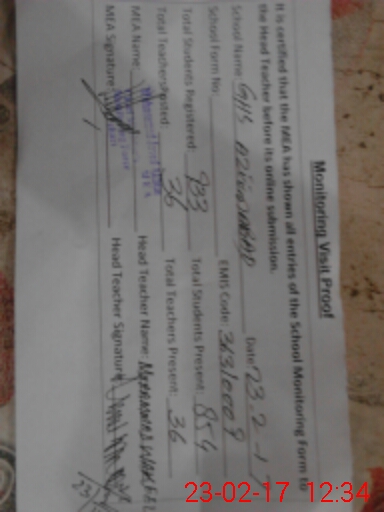 Monitoring Visit Proof
It is certified that the MEA has shown all entries of the School Monitoring Form to
the Head Teacher before its online submission.
School Name: GHS Date: 23.2-17
School Form No: EMIS Code: 31310009
Total Students Registered: 933 Total Students Present: 854
Total Teachers Posted: 36 Total Teachers Present: 36
MEA Name: Head Teacher Name:
MEA Signature: Head Teacher Signature
23-02-17 12:34